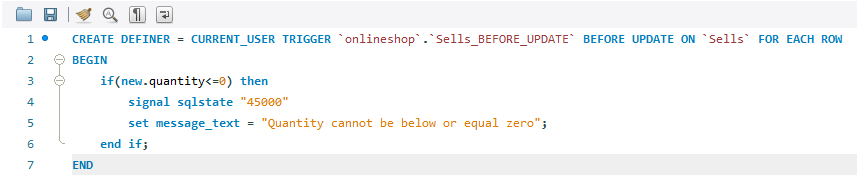 1 CREATE DEFINER = CURRENT_USER TRIGGER `onlineshop`.`Sells_BEFORE_UPDATE` BEFORE UPDATE ON `Sells` FOR EACH ROW
2 BEGIN
3 if(new.quantity<=0) then
4 signal sqlstate "45000"
5 set message_text = "Quantity cannot be below or equal zero";
6 end if;
7 END